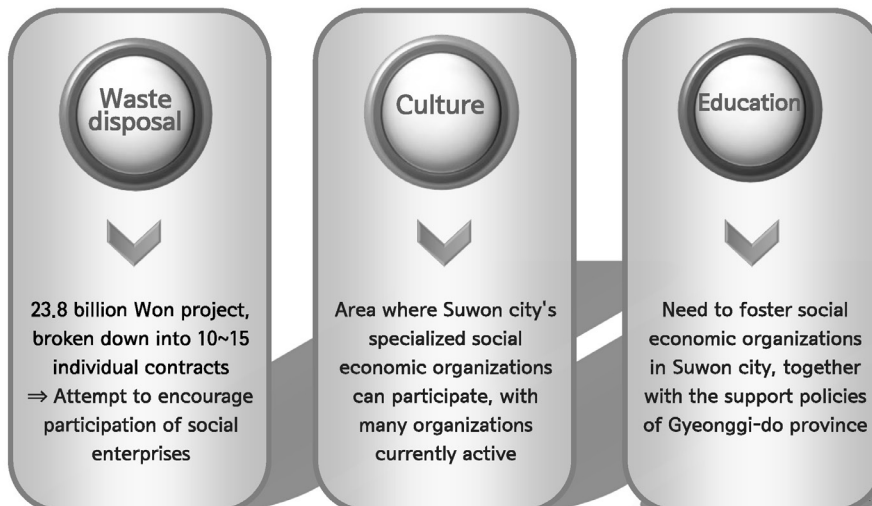 Waste
disposal
23.8 billion Won project,
broken down into 10~15
individual contracts
⇒ Attempt to encourage
participation of social
enterprises
Culture
Area where Suwon city's
specialized social
economic organizations
can participate, with
many organizations
currently active
Education
Need to foster social
economic organizations
in Suwon city, together
with the support policies
of Gyeonggi-do province